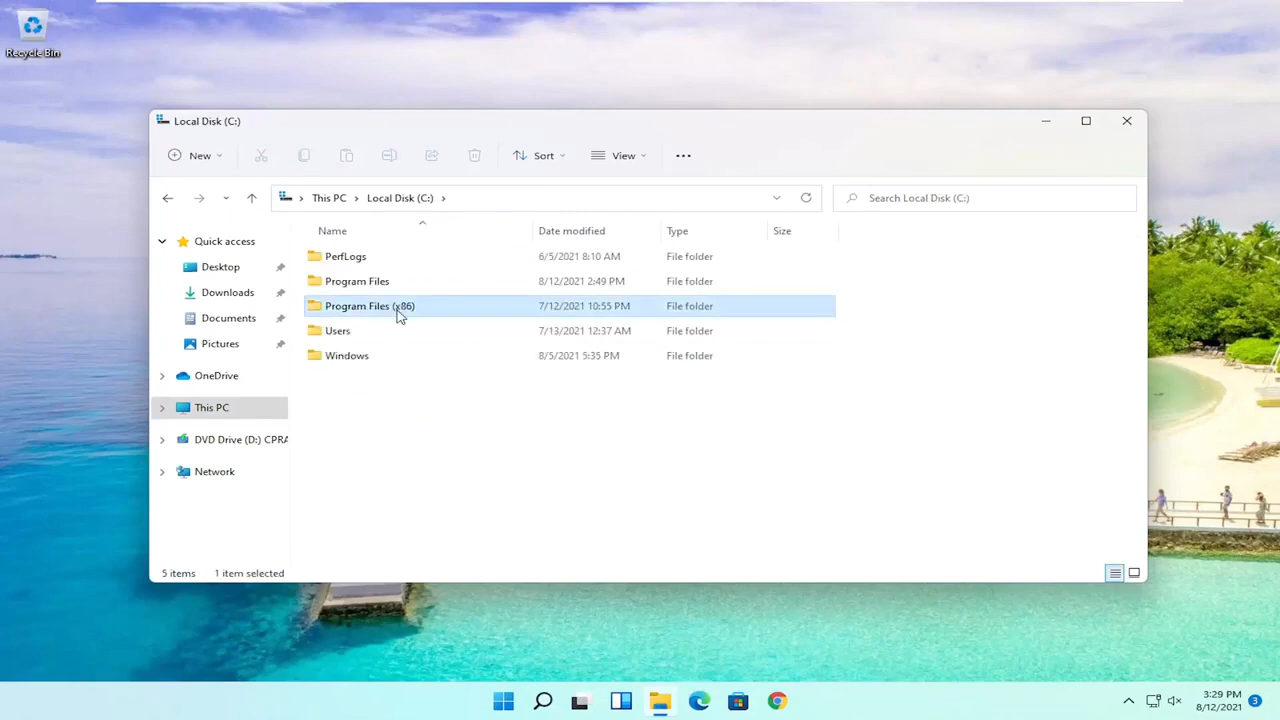 Recycle Bin
Local Disk (C:)
New
Sort
View
This PC
Local Disk (C:)
Search Local Disk (C:)
Name
Date modified
Type
Size
Quick access
Desktop
Downloads
Documents
Pictures
OneDrive
This PC
DVD Drive (D:) CPRA
Network
PerfLogs 6/5/2021 8:10 AM File folder
Program Files 8/12/2021 2:49 PM File folder
Program Files (x86) 7/12/2021 10:55 PM File folder
Users 7/13/2021 12:37 AM File folder
Windows 8/5/2021 5:35 PM File folder
5 items 1 item selected
3:29 PM
8/12/2021
3